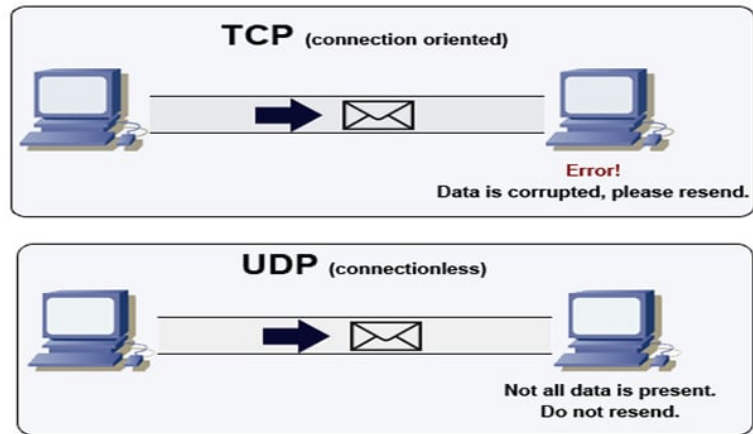 TCP (connection oriented)
Error!
Data is corrupted, please resend.
UDP (connectionless)
Not all data is present.
Do not resend.